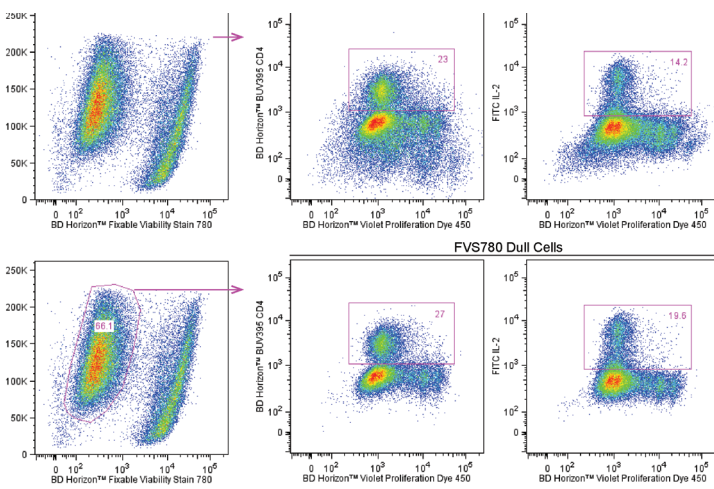 250K
200K
150K
100K
50K
0
0 10² 10³ 10⁴ 10⁵
BD Horizon™ Fixable Viability Stain 780
BD Horizon™ BUV395 CD4
10⁵
10⁴
10³
10²
0
23
0 10² 10³ 10⁴ 10⁵
BD Horizon™ Violet Proliferation Dye 450
FITC IL-2
10⁵
10⁴
10³
10²
0
14.2
0 10² 10³ 10⁴ 10⁵
BD Horizon™ Violet Proliferation Dye 450
FVS780 Dull Cells
250K
200K
150K
100K
50K
0
66.1
0 10² 10³ 10⁴ 10⁵
BD Horizon™ Fixable Viability Stain 780
BD Horizon™ BUV395 CD4
10⁵
10⁴
10³
10²
0
27
0 10² 10³ 10⁴ 10⁵
BD Horizon™ Violet Proliferation Dye 450
FITC IL-2
10⁵
10⁴
10³
10²
0
19.6
0 10² 10³ 10⁴ 10⁵
BD Horizon™ Violet Proliferation Dye 450